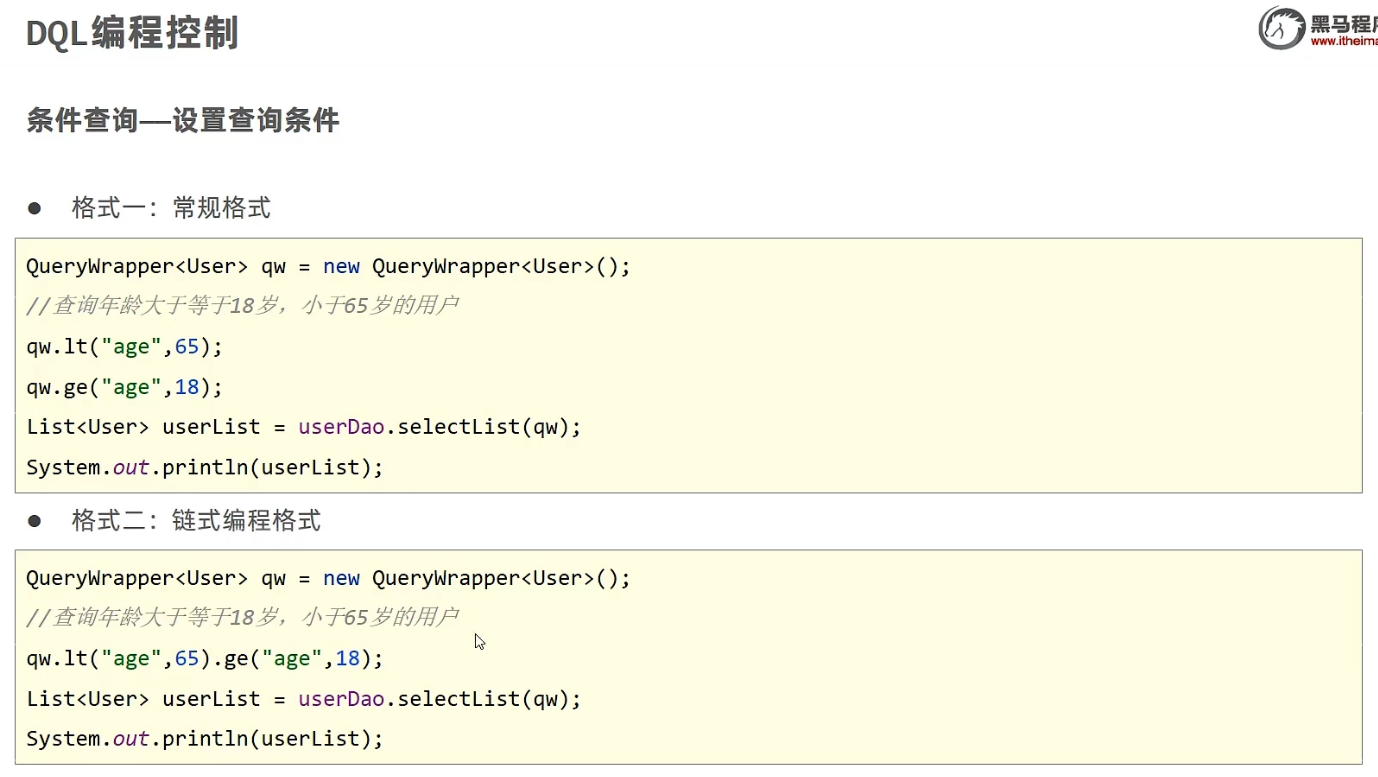 DQL编程控制
黑马程序
www.itheima
条件查询——设置查询条件
● 格式一：常规格式
QueryWrapper<User> qw = new QueryWrapper<User>();
//查询年龄大于等于18岁，小于65岁的用户
qw.lt("age",65);
qw.ge("age",18);
List<User> userList = userDao.selectList(qw);
System.out.println(userList);
● 格式二：链式编程格式
QueryWrapper<User> qw = new QueryWrapper<User>();
//查询年龄大于等于18岁，小于65岁的用户
qw.lt("age",65).ge("age",18);
List<User> userList = userDao.selectList(qw);
System.out.println(userList);